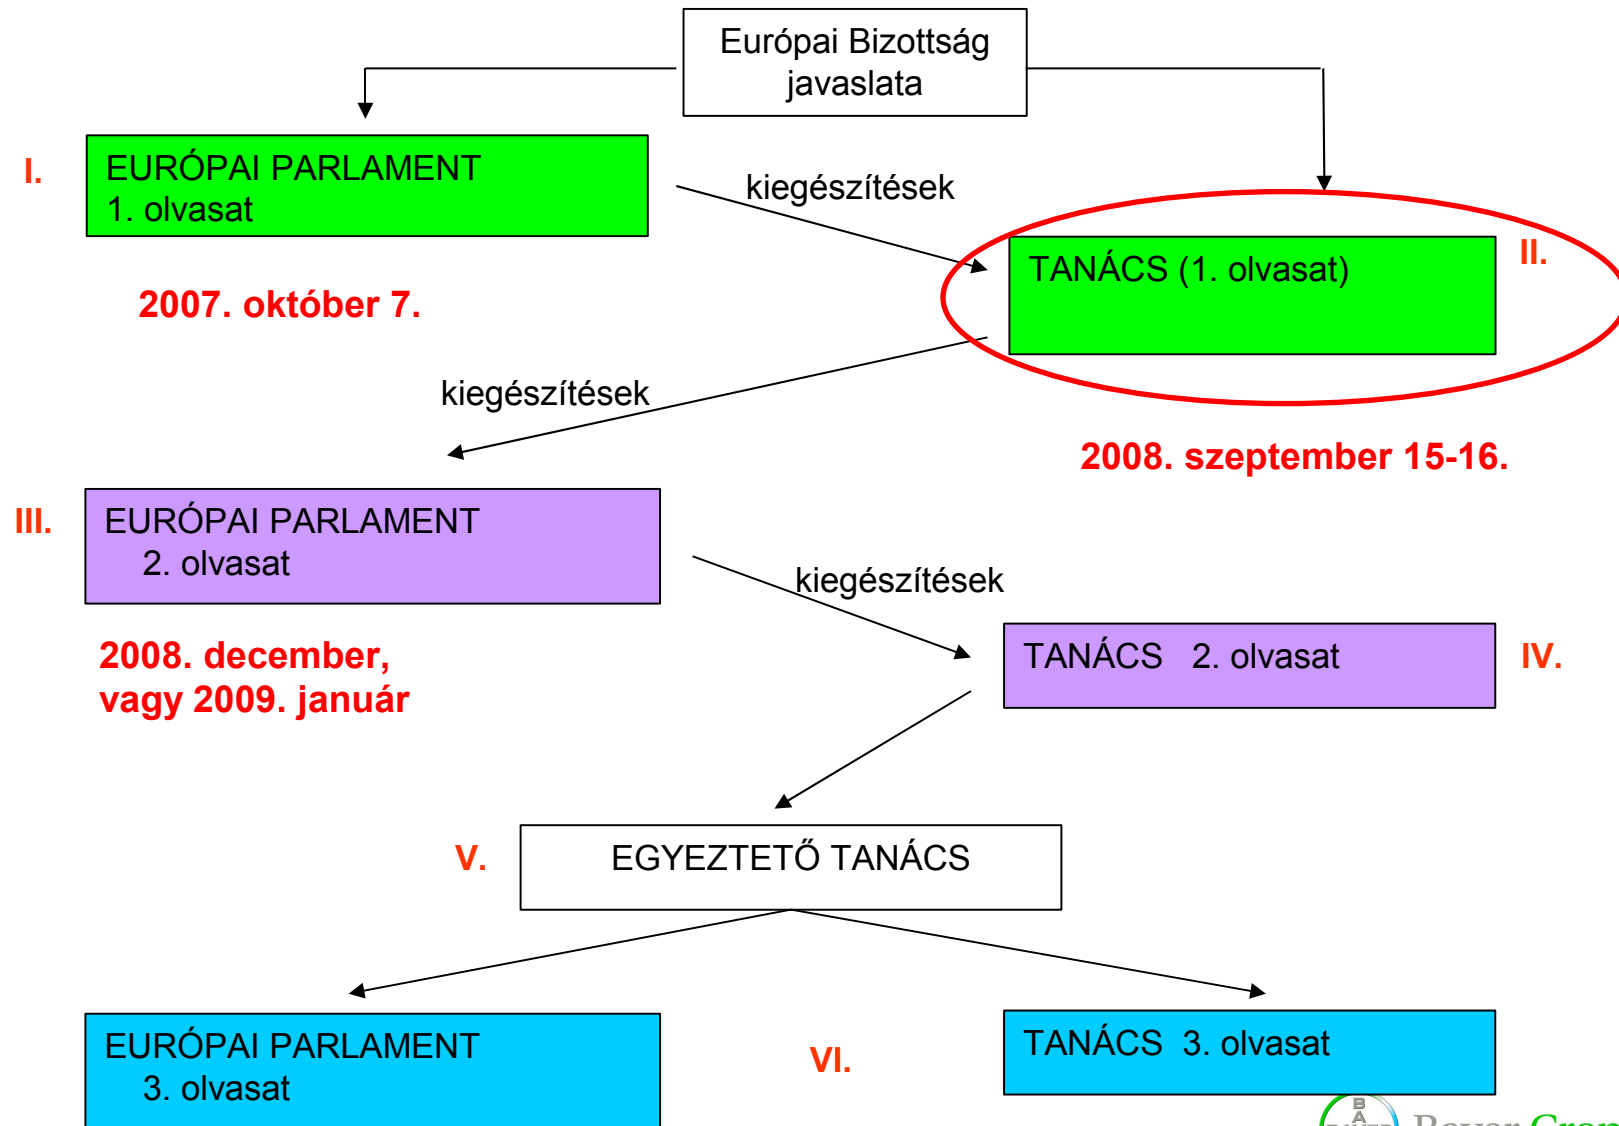 Európai Bizottság
javaslata
I.
EURÓPAI PARLAMENT
1. olvasat
kiegészítések
TANÁCS (1. olvasat)
II.
2007. október 7.
kiegészítések
2008. szeptember 15-16.
III.
EURÓPAI PARLAMENT
2. olvasat
kiegészítések
TANÁCS 2. olvasat
IV.
2008. december,
vagy 2009. január
V.
EGYEZTETŐ TANÁCS
EURÓPAI PARLAMENT
3. olvasat
VI.
TANÁCS 3. olvasat